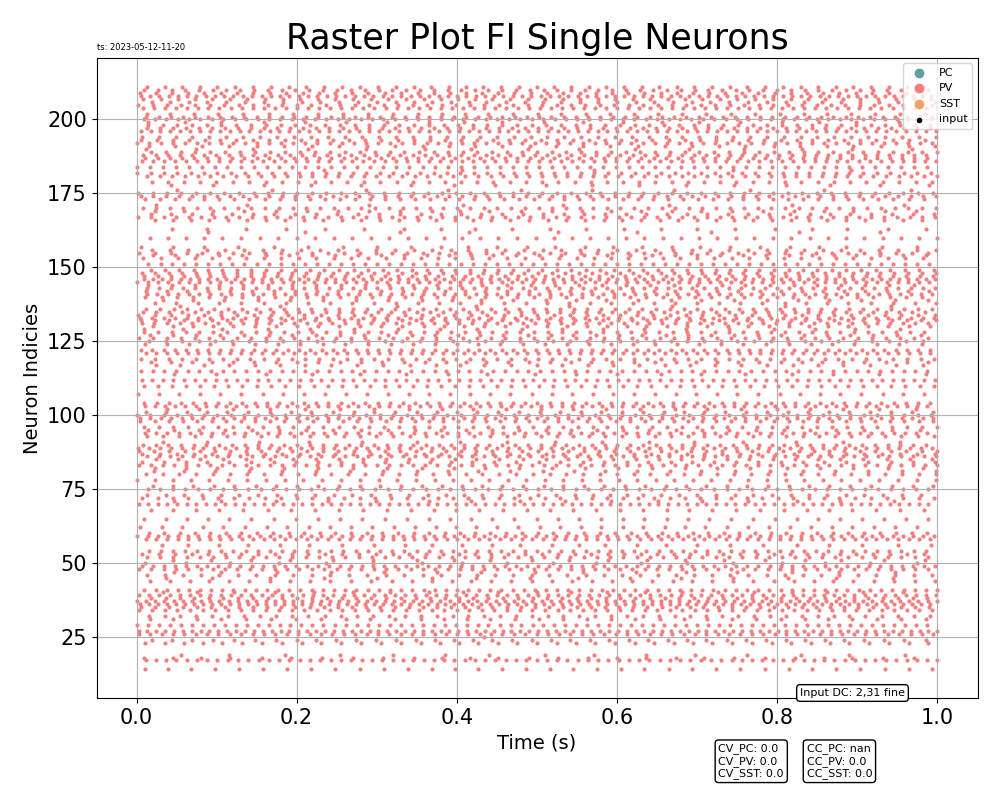 Raster Plot FI Single Neurons
ts: 2023-05-12-11-20
PC
PV
SST
input
200
175
150
125
100
75
50
25
Neuron Indicies
0.0
0.2
0.4
0.6
0.8
1.0
Time (s)
Input DC: 2,31 fine
CV_PC: 0.0
CV_PV: 0.0
CV_SST: 0.0
CC_PC: nan
CC_PV: 0.0
CC_SST: 0.0